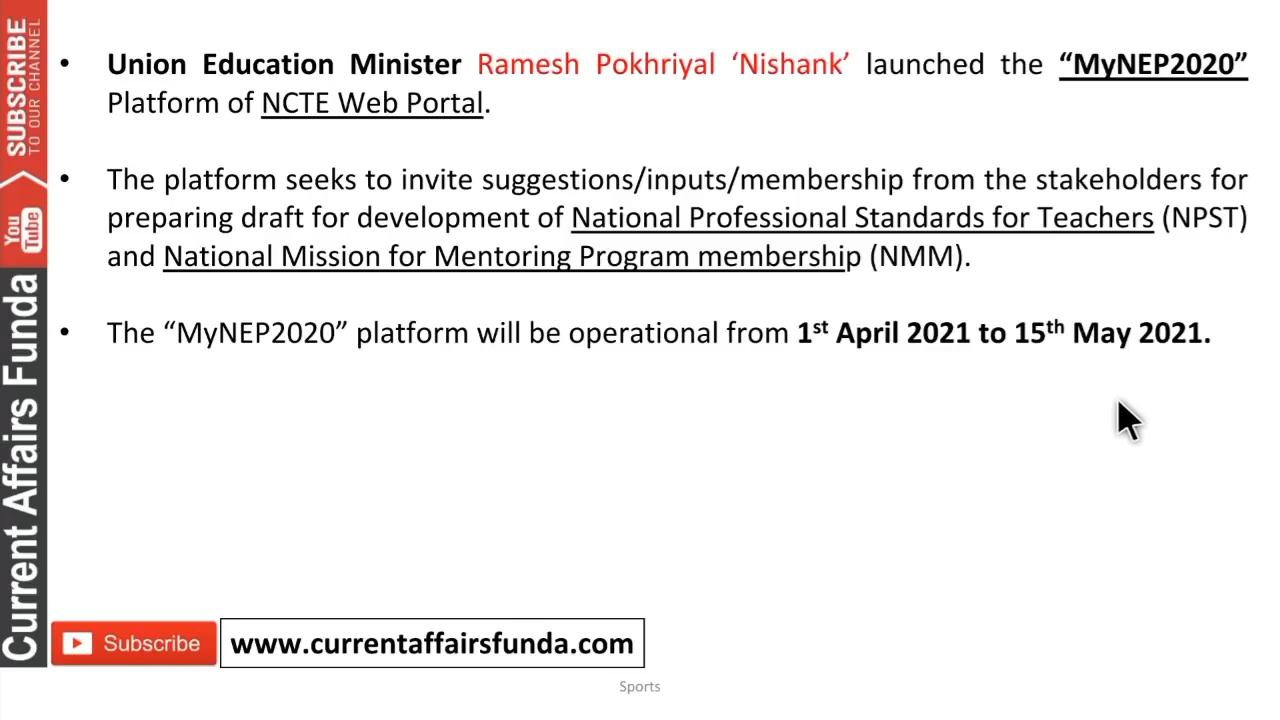 SUBSCRIBE
TO OUR CHANNEL
You
Tube
Current Affairs Funda
• Union Education Minister Ramesh Pokhriyal ‘Nishank’ launched the “MyNEP2020”
Platform of NCTE Web Portal.
• The platform seeks to invite suggestions/inputs/membership from the stakeholders for
preparing draft for development of National Professional Standards for Teachers (NPST)
and National Mission for Mentoring Program membership (NMM).
• The “MyNEP2020” platform will be operational from 1st April 2021 to 15th May 2021.
Subscribe
www.currentaffairsfunda.com
Sports